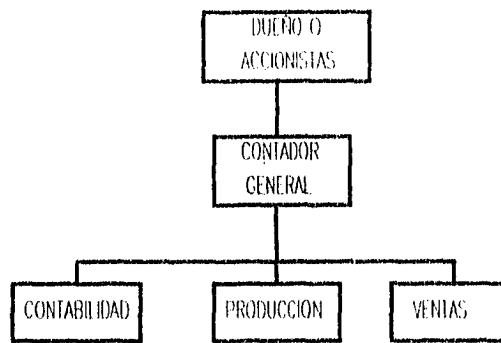 DUEÑO O
ACCIONISTAS
CONTADOR
GENERAL
CONTABILIDAD
PRODUCCION
VENTAS